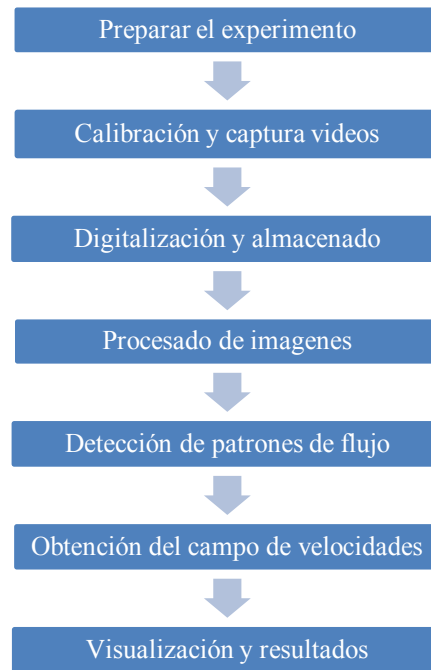 Preparar el experimento
Calibración y captura videos
Digitalización y almacenado
Procesado de imagenes
Detección de patrones de flujo
Obtención del campo de velocidades
Visualización y resultados